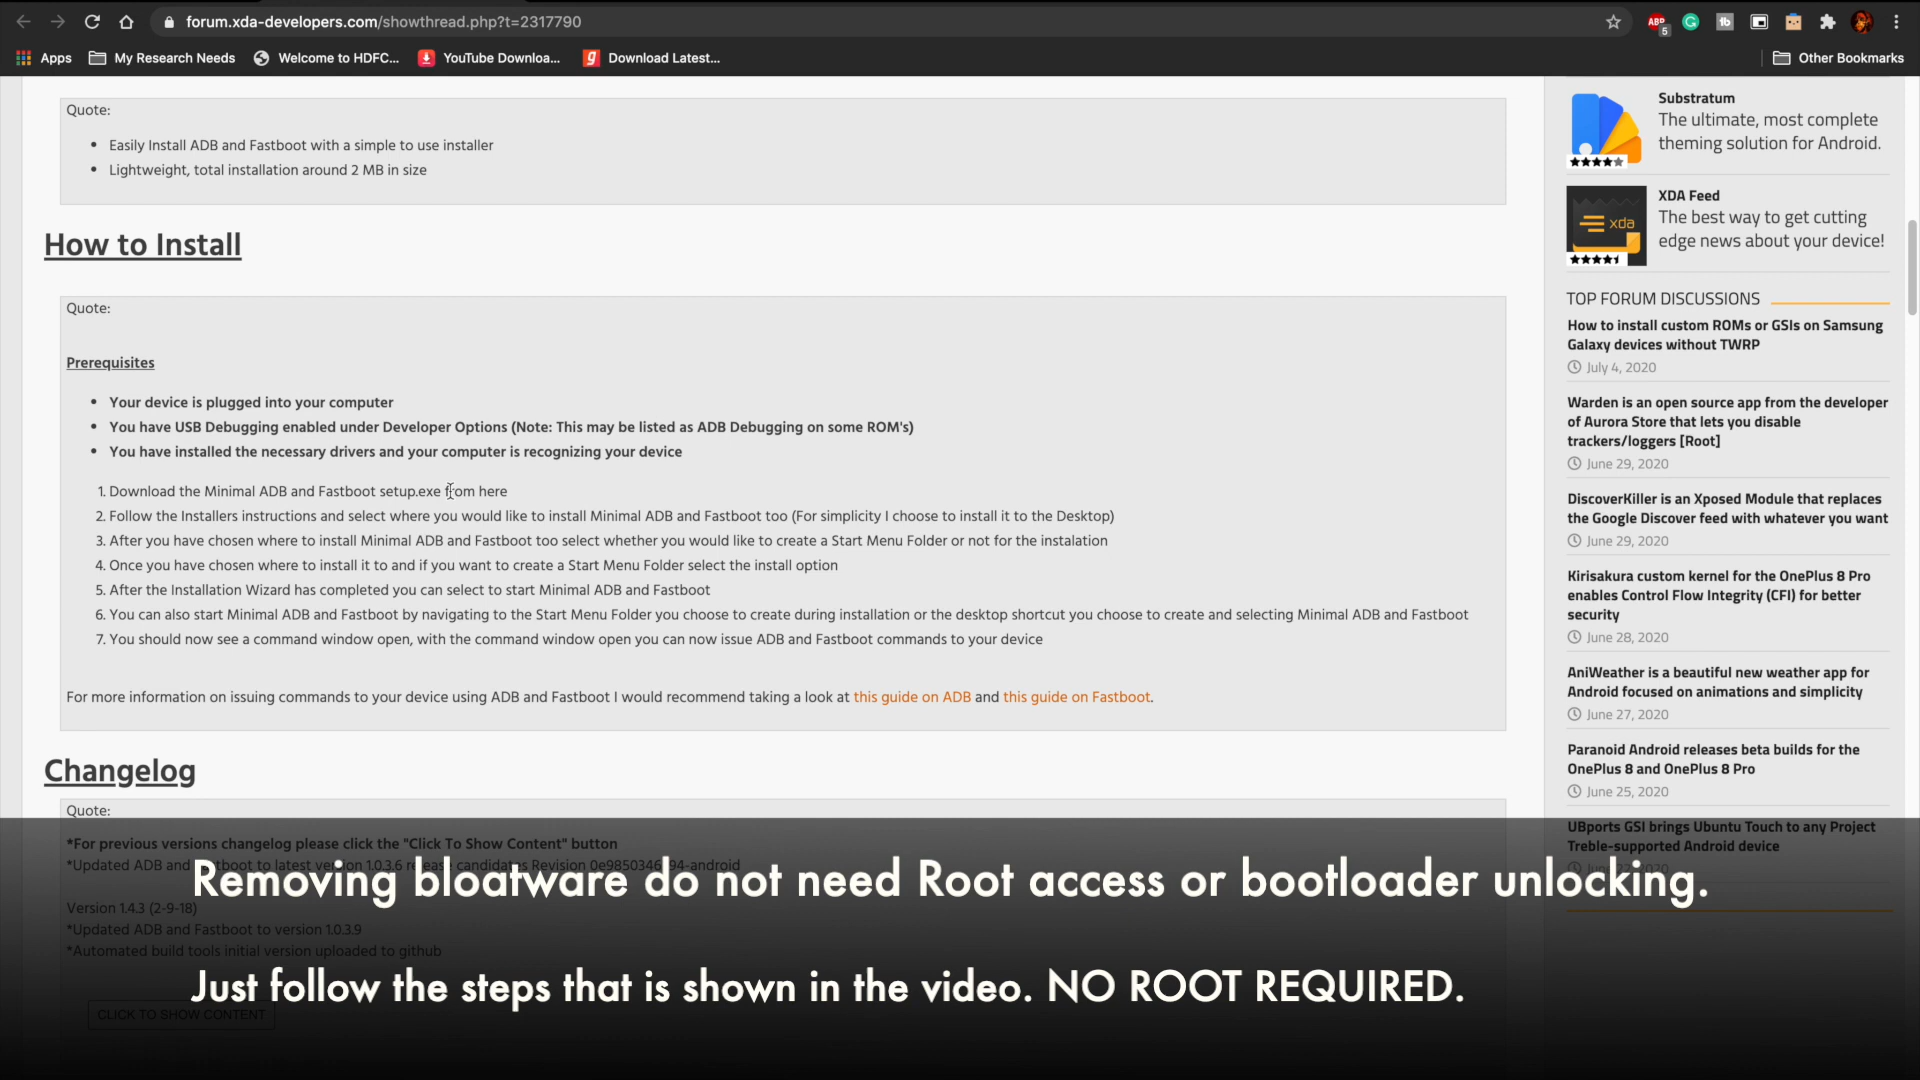 forum.xda-developers.com/showthread.php?t=2317790
ABP
5
Apps
My Research Needs
Welcome to HDFC...
YouTube Downloa...
Download Latest...
Other Bookmarks
Quote:
• Easily Install ADB and Fastboot with a simple to use installer
• Lightweight, total installation around 2 MB in size
How to Install
Quote:
Prerequisites
• Your device is plugged into your computer
• You have USB Debugging enabled under Developer Options (Note: This may be listed as ADB Debugging on some ROM's)
• You have installed the necessary drivers and your computer is recognizing your device
1. Download the Minimal ADB and Fastboot setup.exe from here
2. Follow the Installers instructions and select where you would like to install Minimal ADB and Fastboot too (For simplicity I choose to install it to the Desktop)
3. After you have chosen where to install Minimal ADB and Fastboot too select whether you would like to create a Start Menu Folder or not for the instalation
4. Once you have chosen where to install it to and if you want to create a Start Menu Folder select the install option
5. After the Installation Wizard has completed you can select to start Minimal ADB and Fastboot
6. You can also start Minimal ADB and Fastboot by navigating to the Start Menu Folder you choose to create during installation or the desktop shortcut you choose to create and selecting Minimal ADB and Fastboot
7. You should now see a command window open, with the command window open you can now issue ADB and Fastboot commands to your device
For more information on issuing commands to your device using ADB and Fastboot I would recommend taking a look at this guide on ADB and this guide on Fastboot.
Changelog
Quote:
*For previous versions changelog please click the "Click To Show Content" button
*Updated ADB and Fastboot to latest version 1.0.3.6 release candidates Revision
Version 1.4.3 (2-9-18)
*Updated ADB and Fastboot to version 1.0.3.9
*Automated build tools initial version uploaded to github
CLICK TO SHOW CONTENT
Removing bloatware do not need Root access or bootloader unlocking.
Just follow the steps that is shown in the video. NO ROOT REQUIRED.
Substratum
The ultimate, most complete
theming solution for Android.
xda
XDA Feed
The best way to get cutting
edge news about your device!
TOP FORUM DISCUSSIONS
How to install custom ROMs or GSIs on Samsung
Galaxy devices without TWRP
July 4, 2020
Warden is an open source app from the developer
of Aurora Store that lets you disable
trackers/loggers [Root]
June 29, 2020
DiscoverKiller is an Xposed Module that replaces
the Google Discover feed with whatever you want
June 29, 2020
Kirisakura custom kernel for the OnePlus 8 Pro
enables Control Flow Integrity (CFI) for better
security
June 28, 2020
AniWeather is a beautiful new weather app for
Android focused on animations and simplicity
June 27, 2020
Paranoid Android releases beta builds for the
OnePlus 8 and OnePlus 8 Pro
June 25, 2020
UBports GSI brings Ubuntu Touch to any Project
Treble-supported Android device